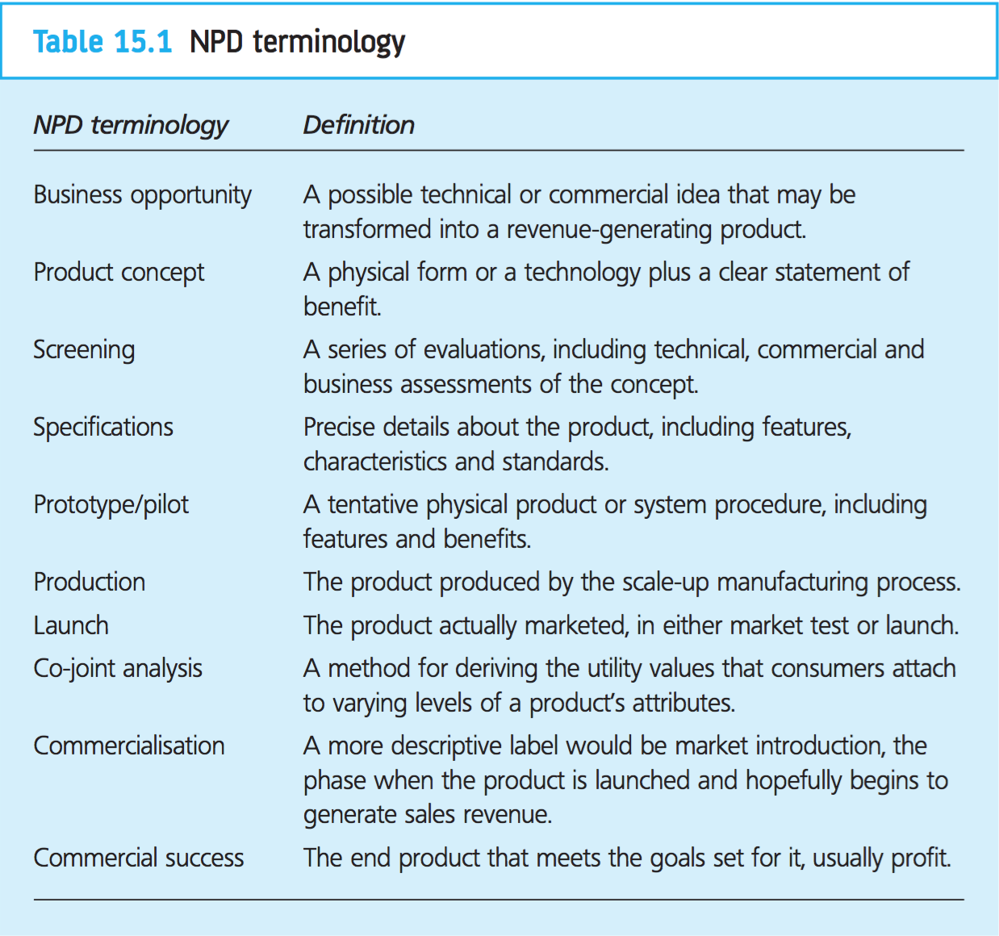 Table 15.1 NPD terminology
NPD terminology Definition
Business opportunity A possible technical or commercial idea that may be
transformed into a revenue-generating product.
Product concept A physical form or a technology plus a clear statement of
benefit.
Screening A series of evaluations, including technical, commercial and
business assessments of the concept.
Specifications Precise details about the product, including features,
characteristics and standards.
Prototype/pilot A tentative physical product or system procedure, including
features and benefits.
Production The product produced by the scale-up manufacturing process.
Launch The product actually marketed, in either market test or launch.
Co-joint analysis A method for deriving the utility values that consumers attach
to varying levels of a product's attributes.
Commercialisation A more descriptive label would be market introduction, the
phase when the product is launched and hopefully begins to
generate sales revenue.
Commercial success The end product that meets the goals set for it, usually profit.